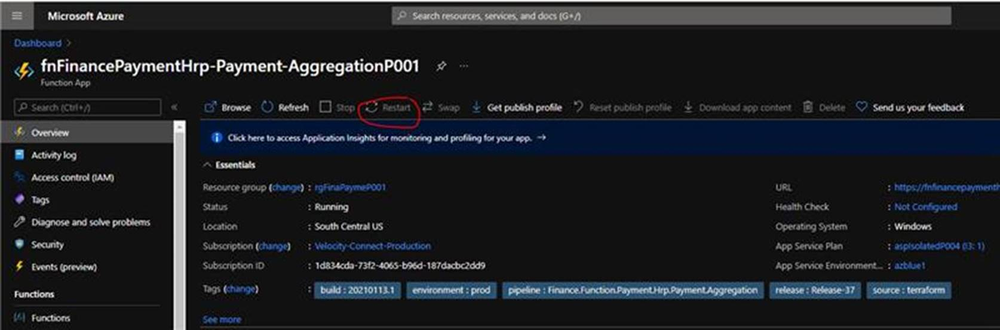 Microsoft Azure
Search resources, services, and docs (G+/)
Dashboard >
fnFinancePaymentHrp-Payment-AggregationP001
Function App
Search (Ctrl+/)
«
Browse Refresh Stop Restart Swap Get publish profile Reset publish profile Download app content Delete Send us your feedback
Overview
Activity log
Access control (IAM)
Tags
Diagnose and solve problems
Security
Events (preview)
Functions
Functions
Click here to access Application Insights for monitoring and profiling for your app. →
Essentials
Resource group (change) : rgFinaPaymeP001
Status : Running
Location : South Central US
Subscription (change) : Velocity-Connect-Production
Subscription ID : 1d834cda-73f2-4065-b96d-187dacbc2dd9
Tags (change) : build : 20210113.1 environment : prod pipeline : Finance.Function.Payment.Hrp.Payment.Aggregation release : Release-37 source : terraform
See more
URL : https://fnfinancepaymenth
Health Check : Not Configured
Operating System : Windows
App Service Plan : aspIsolatedP004 (I3: 1)
App Service Environment... : azblue1